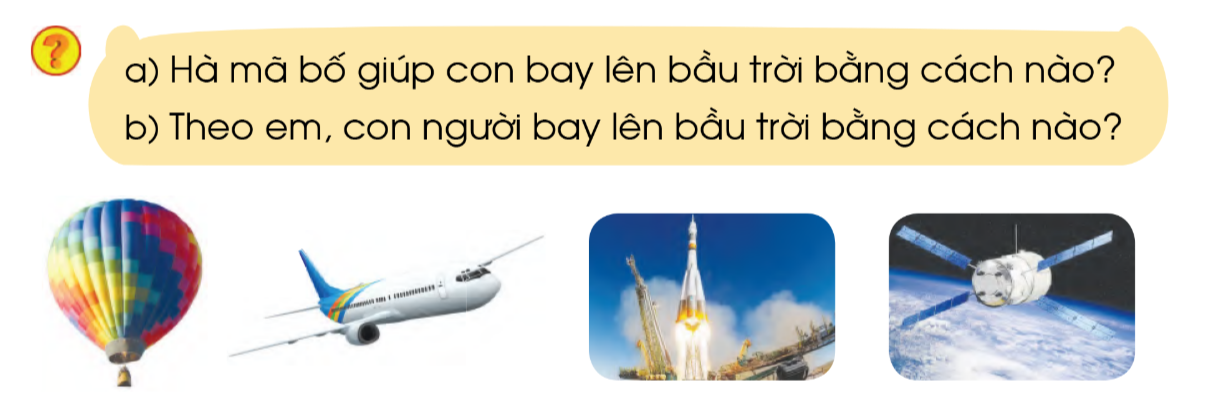 ?
a) Hà mã bố giúp con bay lên bầu trời bằng cách nào?
b) Theo em, con người bay lên bầu trời bằng cách nào?